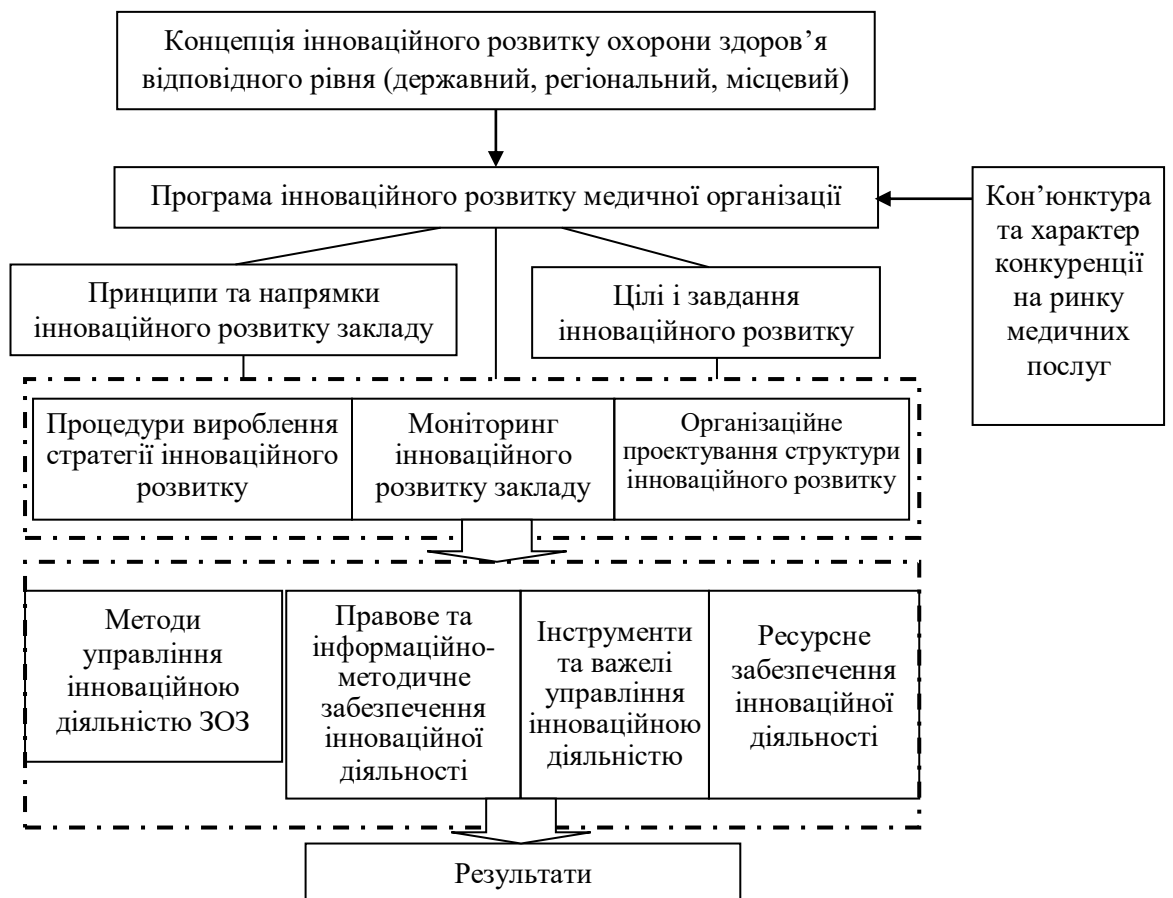 Концепція інноваційного розвитку охорони здоров’я
відповідного рівня (державний, регіональний, місцевий)
Програма інноваційного розвитку медичної організації
Кон’юнктура
та характер
конкуренції
на ринку
медичних
послуг
Принципи та напрямки
інноваційного розвитку закладу
Цілі і завдання
інноваційного розвитку
Процедури вироблення
стратегії інноваційного
розвитку
Моніторинг
інноваційного
розвитку закладу
Організаційне
проектування структури
інноваційного розвитку
Методи
управління
інноваційною
діяльністю ЗОЗ
Правове та
інформаційно-
методичне
забезпечення
інноваційної
діяльності
Інструменти
та важелі
управління
інноваційною
діяльністю
Ресурсне
забезпечення
інноваційної
діяльності
Результати